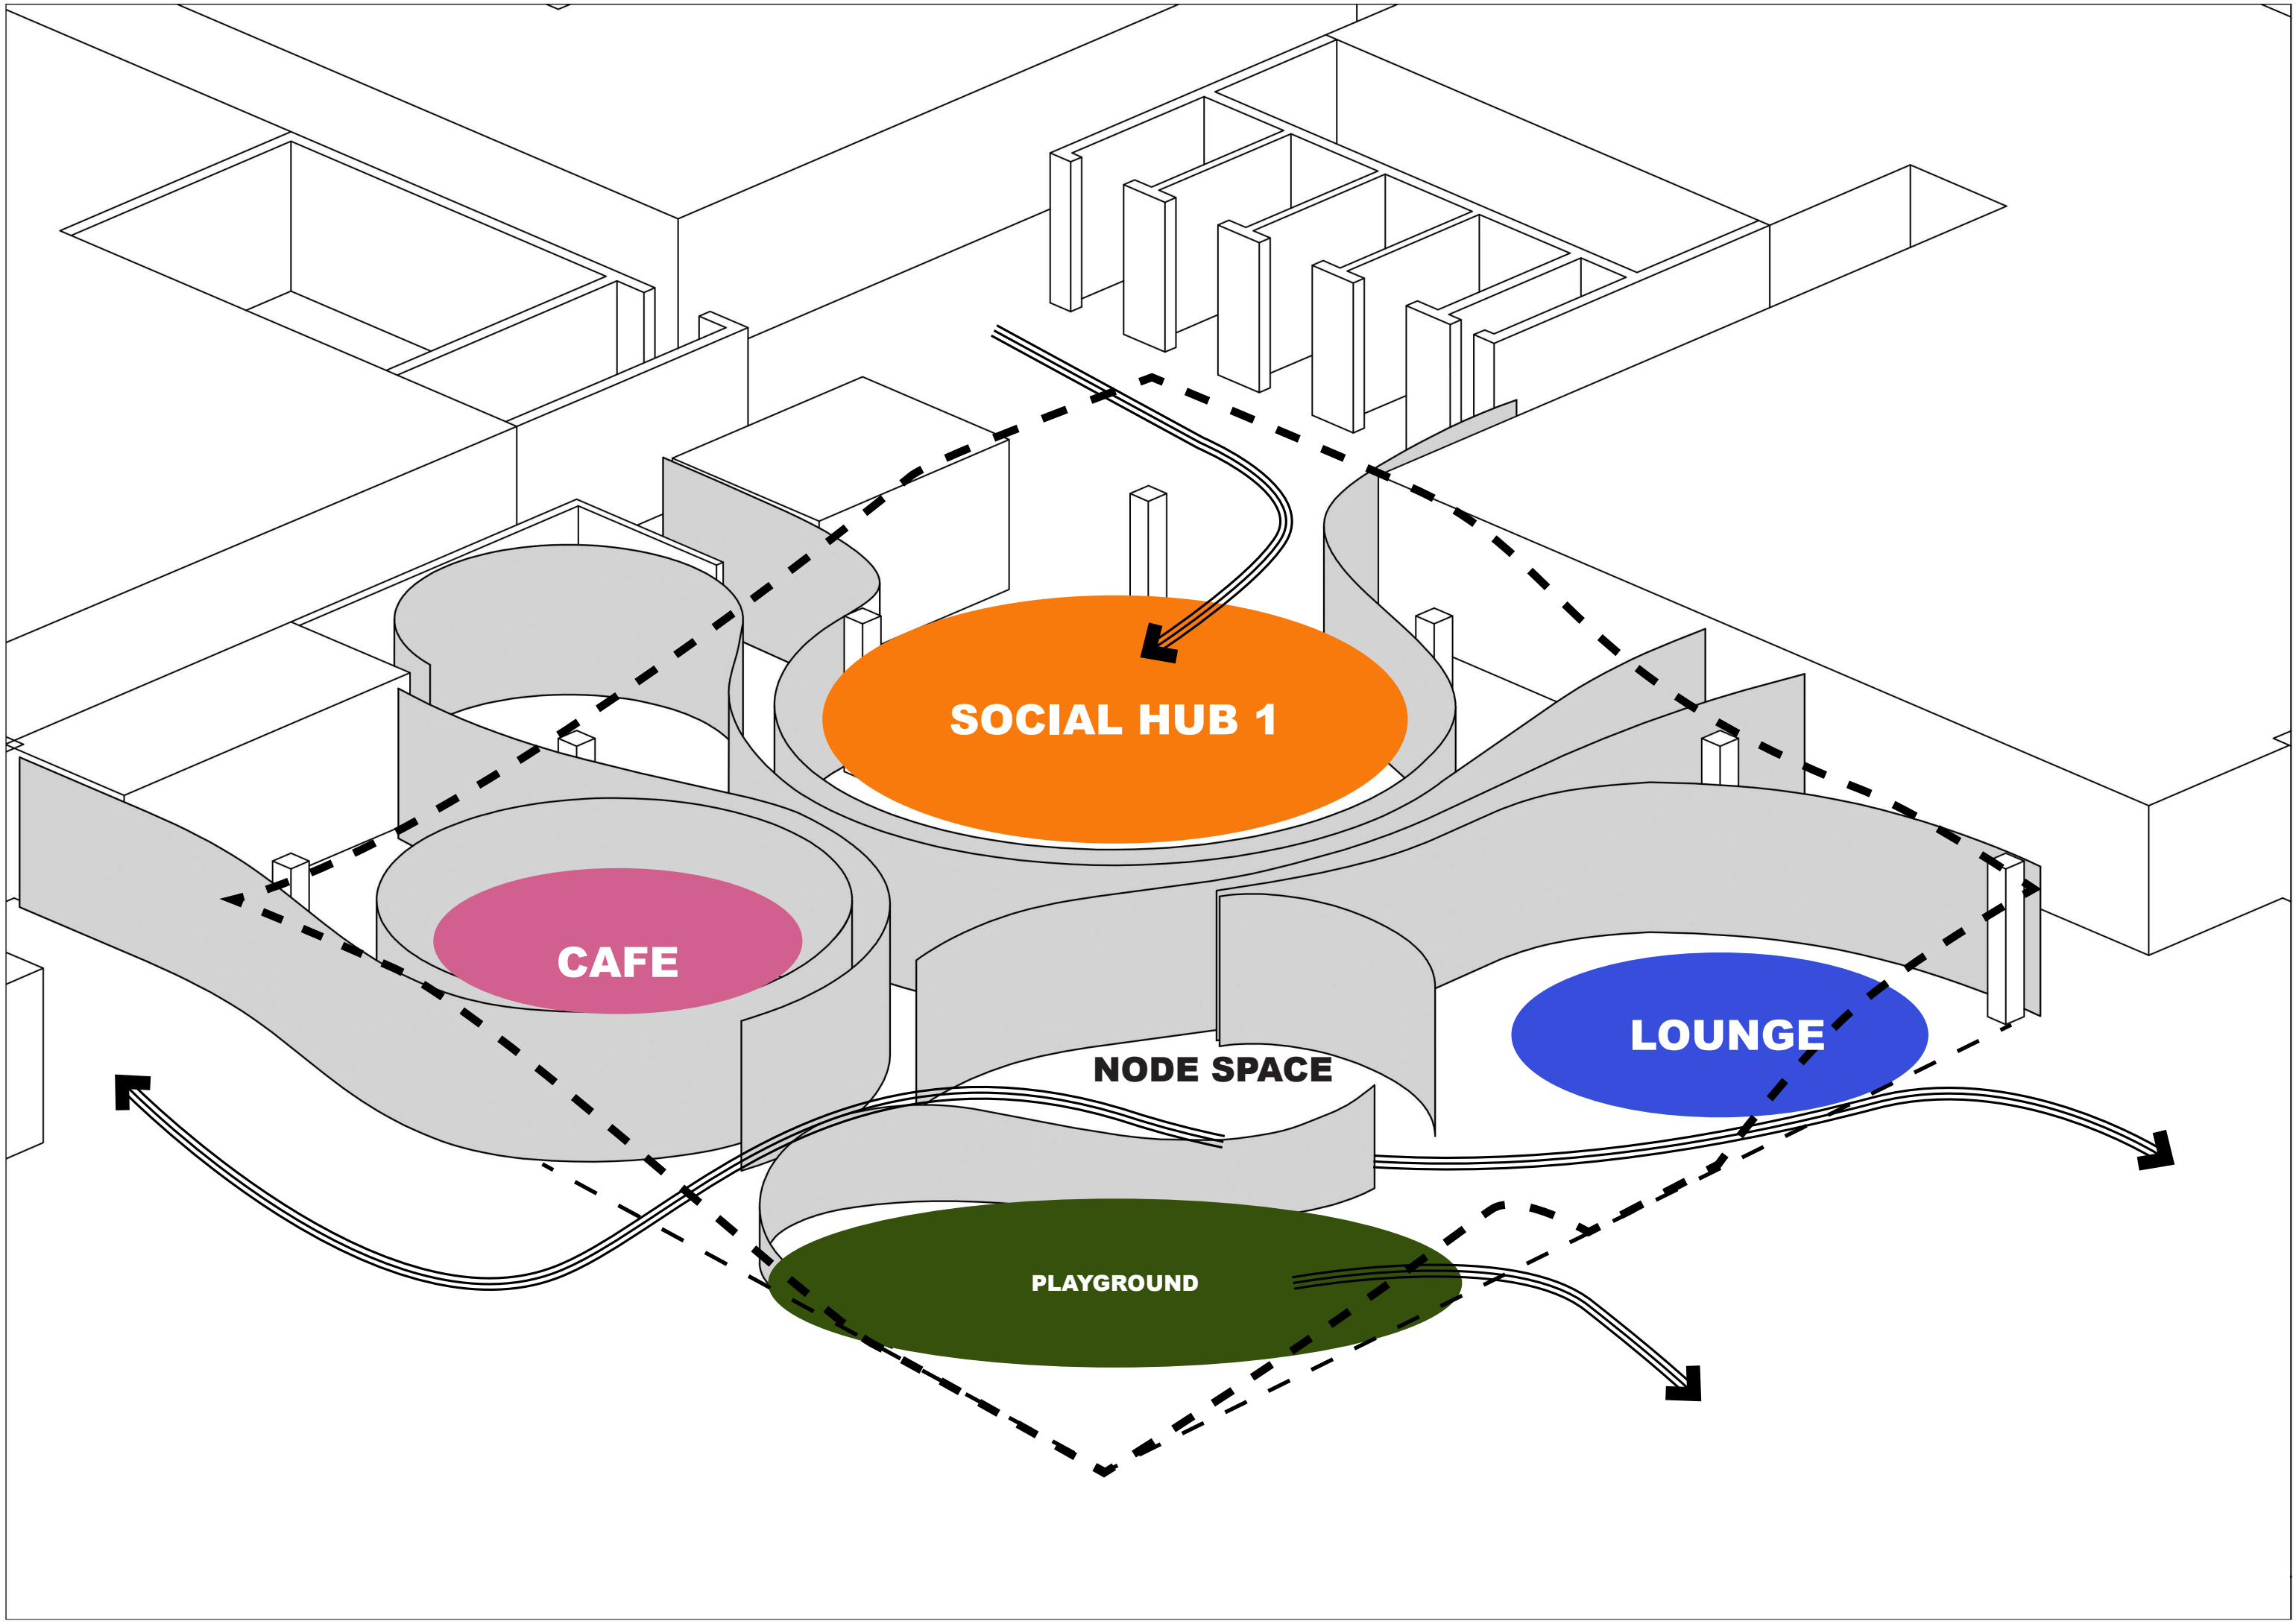 SOCIAL HUB 1
CAFE
LOUNGE
NODE SPACE
PLAYGROUND